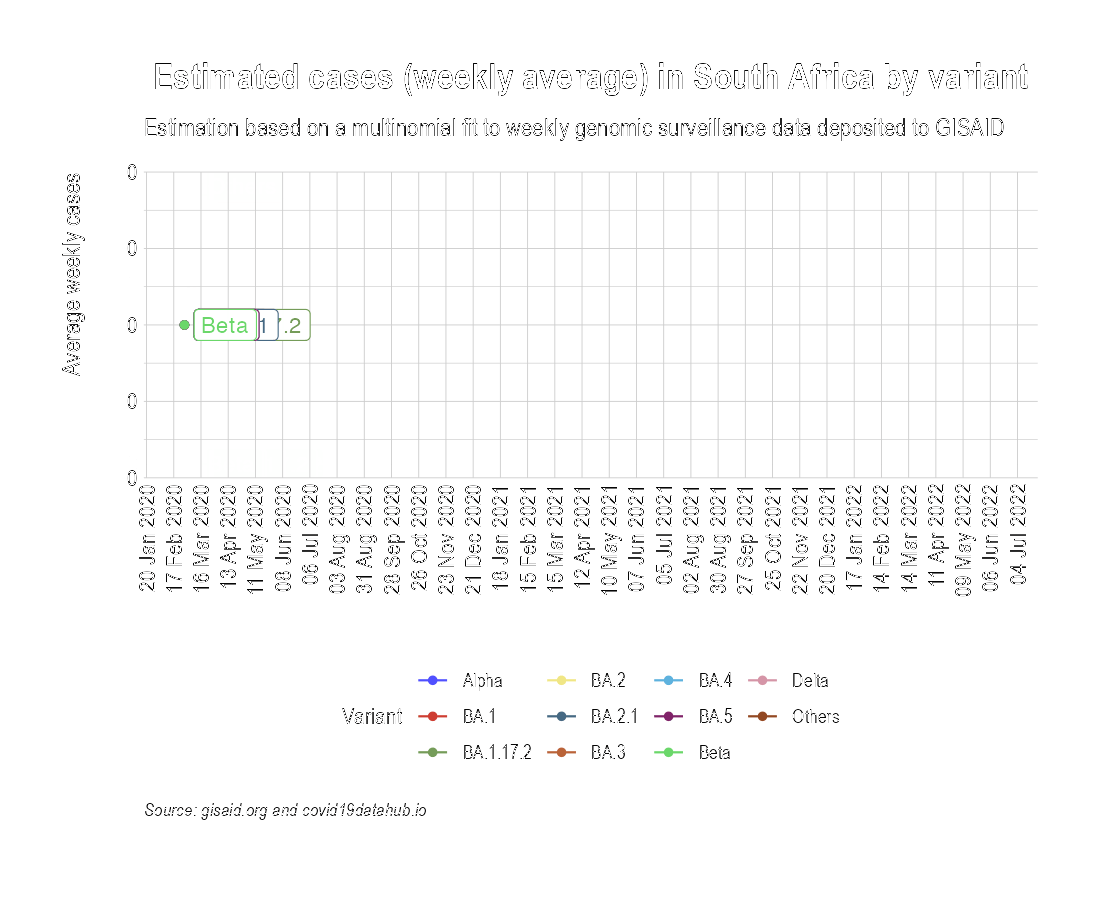 Estimated cases (weekly average) in South Africa by variant
Estimation based on a multinomial fit to weekly genomic surveillance data deposited to GISAID
Average weekly cases
0
0
0
0
0
Beta
1
7.2
20 Jan 2020
17 Feb 2020
16 Mar 2020
13 Apr 2020
11 May 2020
08 Jun 2020
06 Jul 2020
03 Aug 2020
31 Aug 2020
28 Sep 2020
26 Oct 2020
23 Nov 2020
21 Dec 2020
18 Jan 2021
15 Feb 2021
15 Mar 2021
12 Apr 2021
10 May 2021
07 Jun 2021
05 Jul 2021
02 Aug 2021
30 Aug 2021
27 Sep 2021
25 Oct 2021
22 Nov 2021
20 Dec 2021
17 Jan 2022
14 Feb 2022
14 Mar 2022
11 Apr 2022
09 May 2022
06 Jun 2022
04 Jul 2022
Variant
Alpha
BA.1
BA.1.17.2
BA.2
BA.2.1
BA.3
BA.4
BA.5
Beta
Delta
Others
Source: gisaid.org and covid19datahub.io